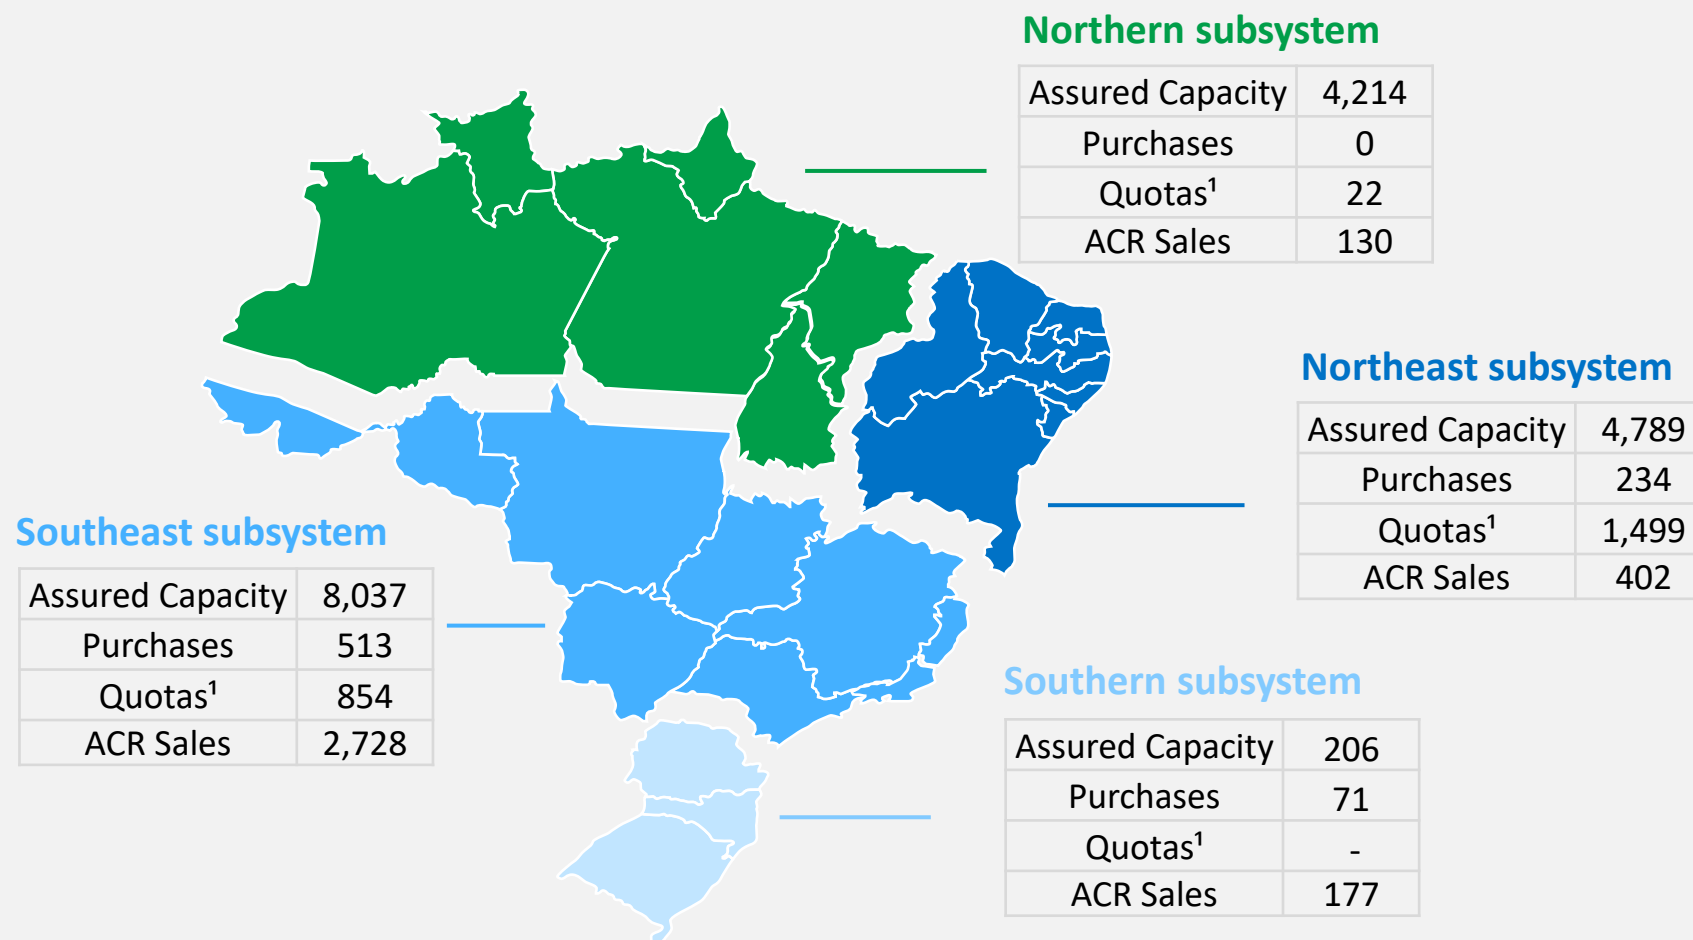 Northern subsystem
Assured Capacity 4,214
Purchases 0
Quotas¹ 22
ACR Sales 130
Northeast subsystem
Assured Capacity 4,789
Purchases 234
Quotas¹ 1,499
ACR Sales 402
Southeast subsystem
Assured Capacity 8,037
Purchases 513
Quotas¹ 854
ACR Sales 2,728
Southern subsystem
Assured Capacity 206
Purchases 71
Quotas¹ -
ACR Sales 177